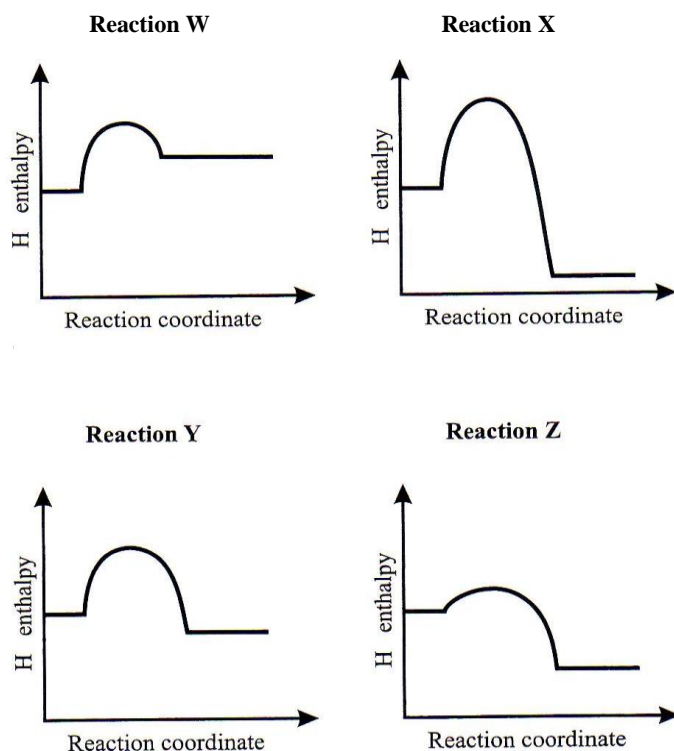 Reaction W
H enthalpy
Reaction coordinate
Reaction X
H enthalpy
Reaction coordinate
Reaction Y
H enthalpy
Reaction coordinate
Reaction Z
H enthalpy
Reaction coordinate